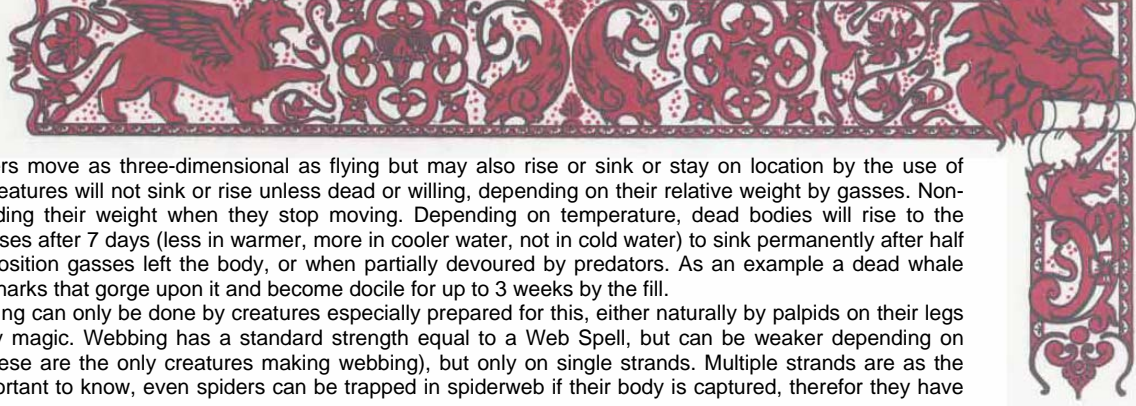 ers move as three-dimensional as flying but may also rise or sink or stay on location by the use of
eatures will not sink or rise unless dead or willing, depending on their relative weight by gasses. Non-
ding their weight when they stop moving. Depending on temperature, dead bodies will rise to the
ses after 7 days (less in warmer, more in cooler water, not in cold water) to sink permanently after half
osition gasses left the body, or when partially devoured by predators. As an example a dead whale
harks that gorge upon it and become docile for up to 3 weeks by the fill.
ng can only be done by creatures especially prepared for this, either naturally by palpids on their legs
y magic. Webbing has a standard strength equal to a Web Spell, but can be weaker depending on
ese are the only creatures making webbing), but only on single strands. Multiple strands are as the
ortant to know, even spiders can be trapped in spiderweb if their body is captured, therefor they have